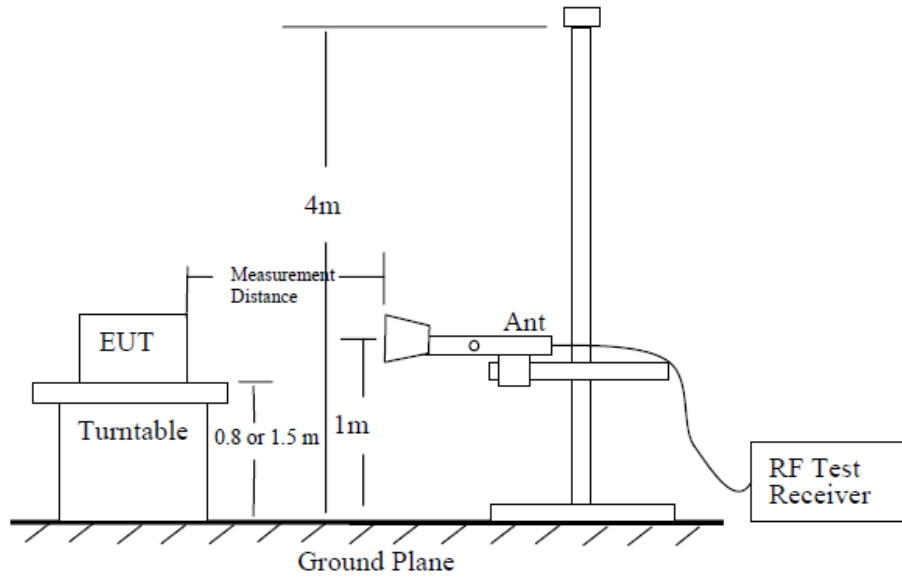 4m
Measurement
Distance
EUT
Ant
Turntable
0.8 or 1.5 m
1m
RF Test
Receiver
Ground Plane